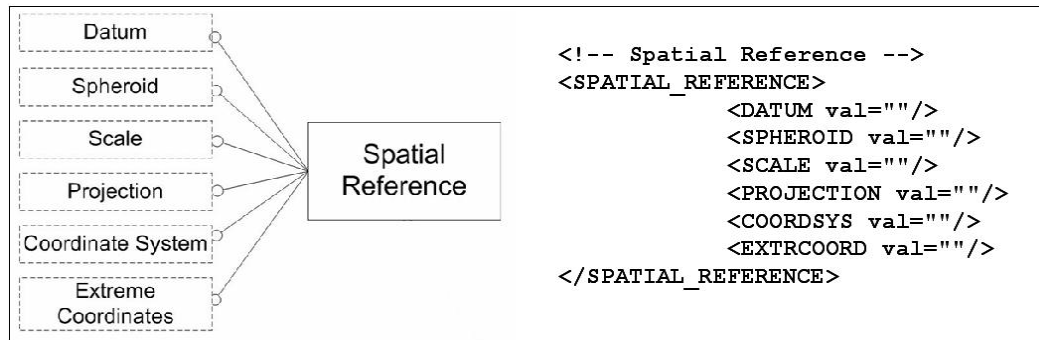 Datum
Spheroid
Scale
Projection
Coordinate System
Extreme
Coordinates
Spatial
Reference
<!-- Spatial Reference -->
<SPATIAL_REFERENCE>
<DATUM val=""/>
<SPHEROID val=""/>
<SCALE val=""/>
<PROJECTION val=""/>
<COORDSYS val=""/>
<EXTRCOORD val=""/>
</SPATIAL_REFERENCE>